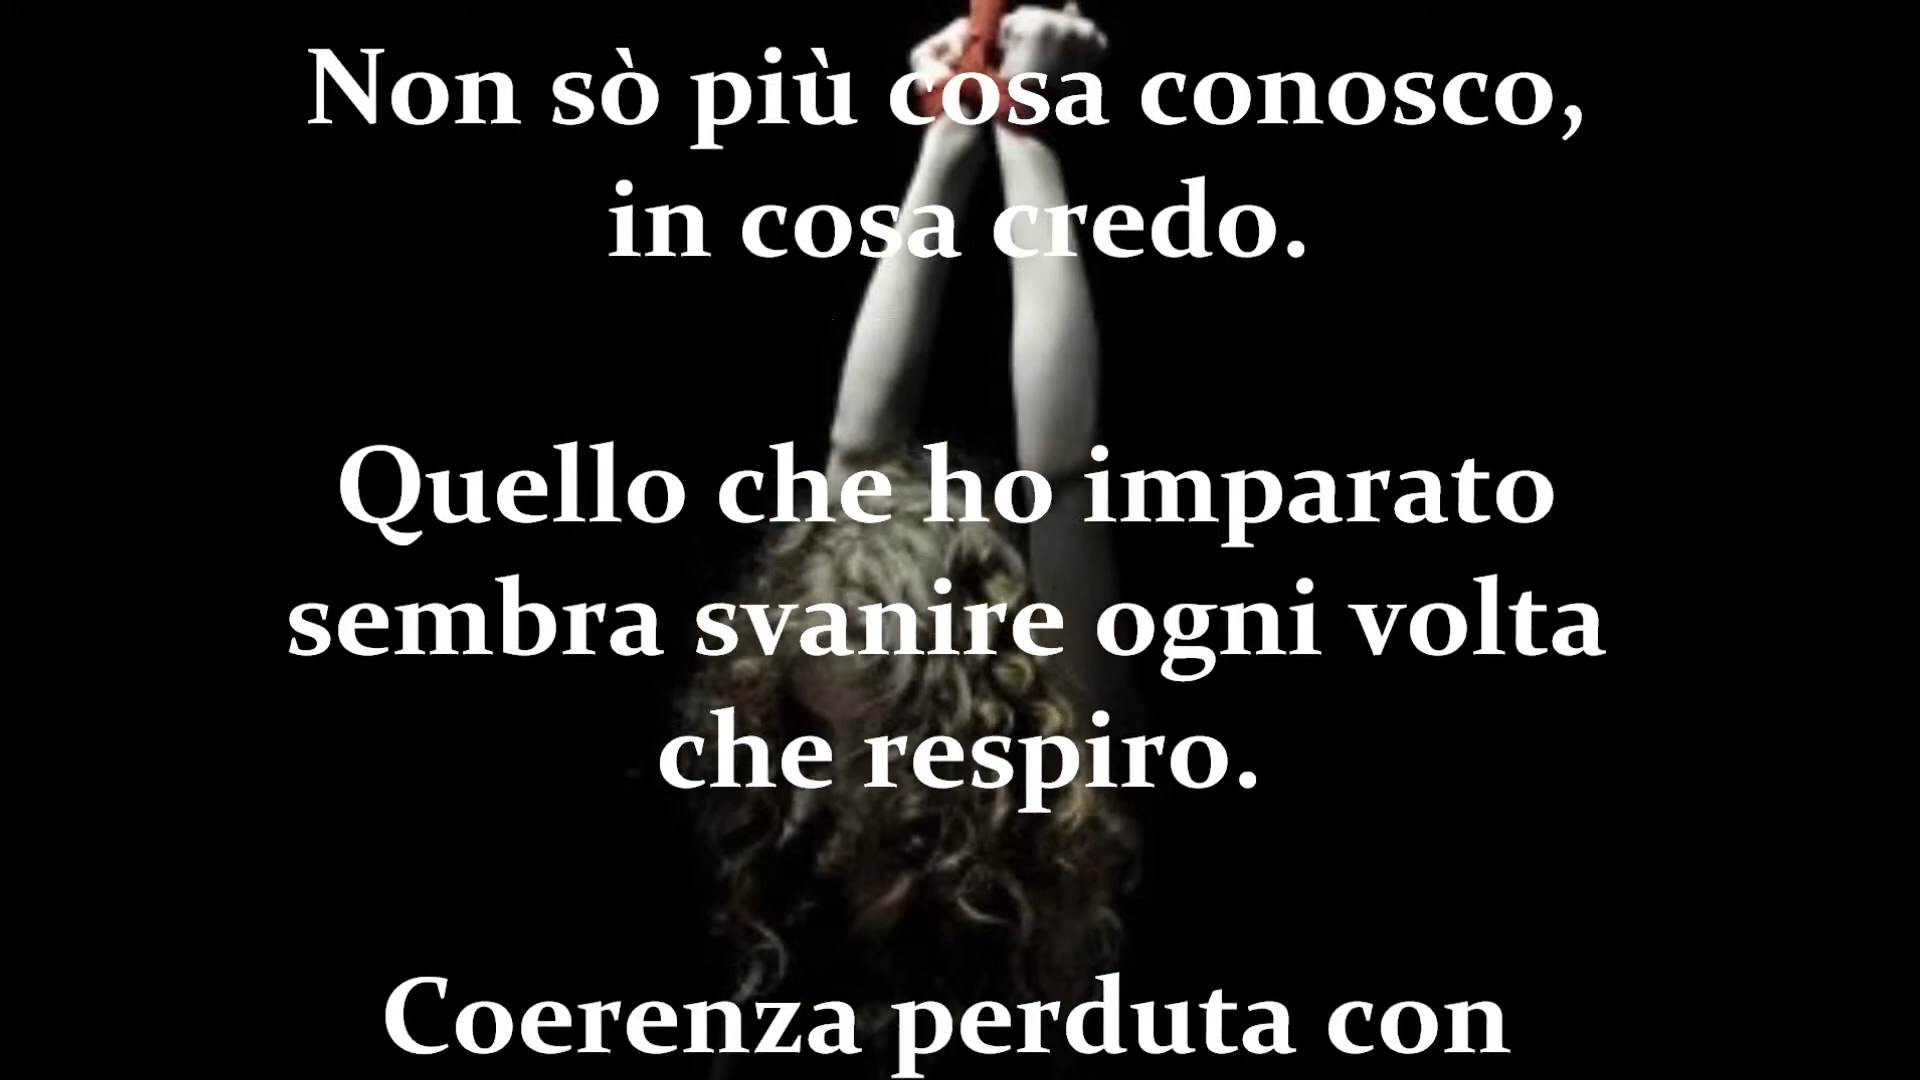 Non sò più cosa conosco,
in cosa credo.
Quello che ho imparato
sembra svanire ogni volta
che respiro.
Coerenza perduta con